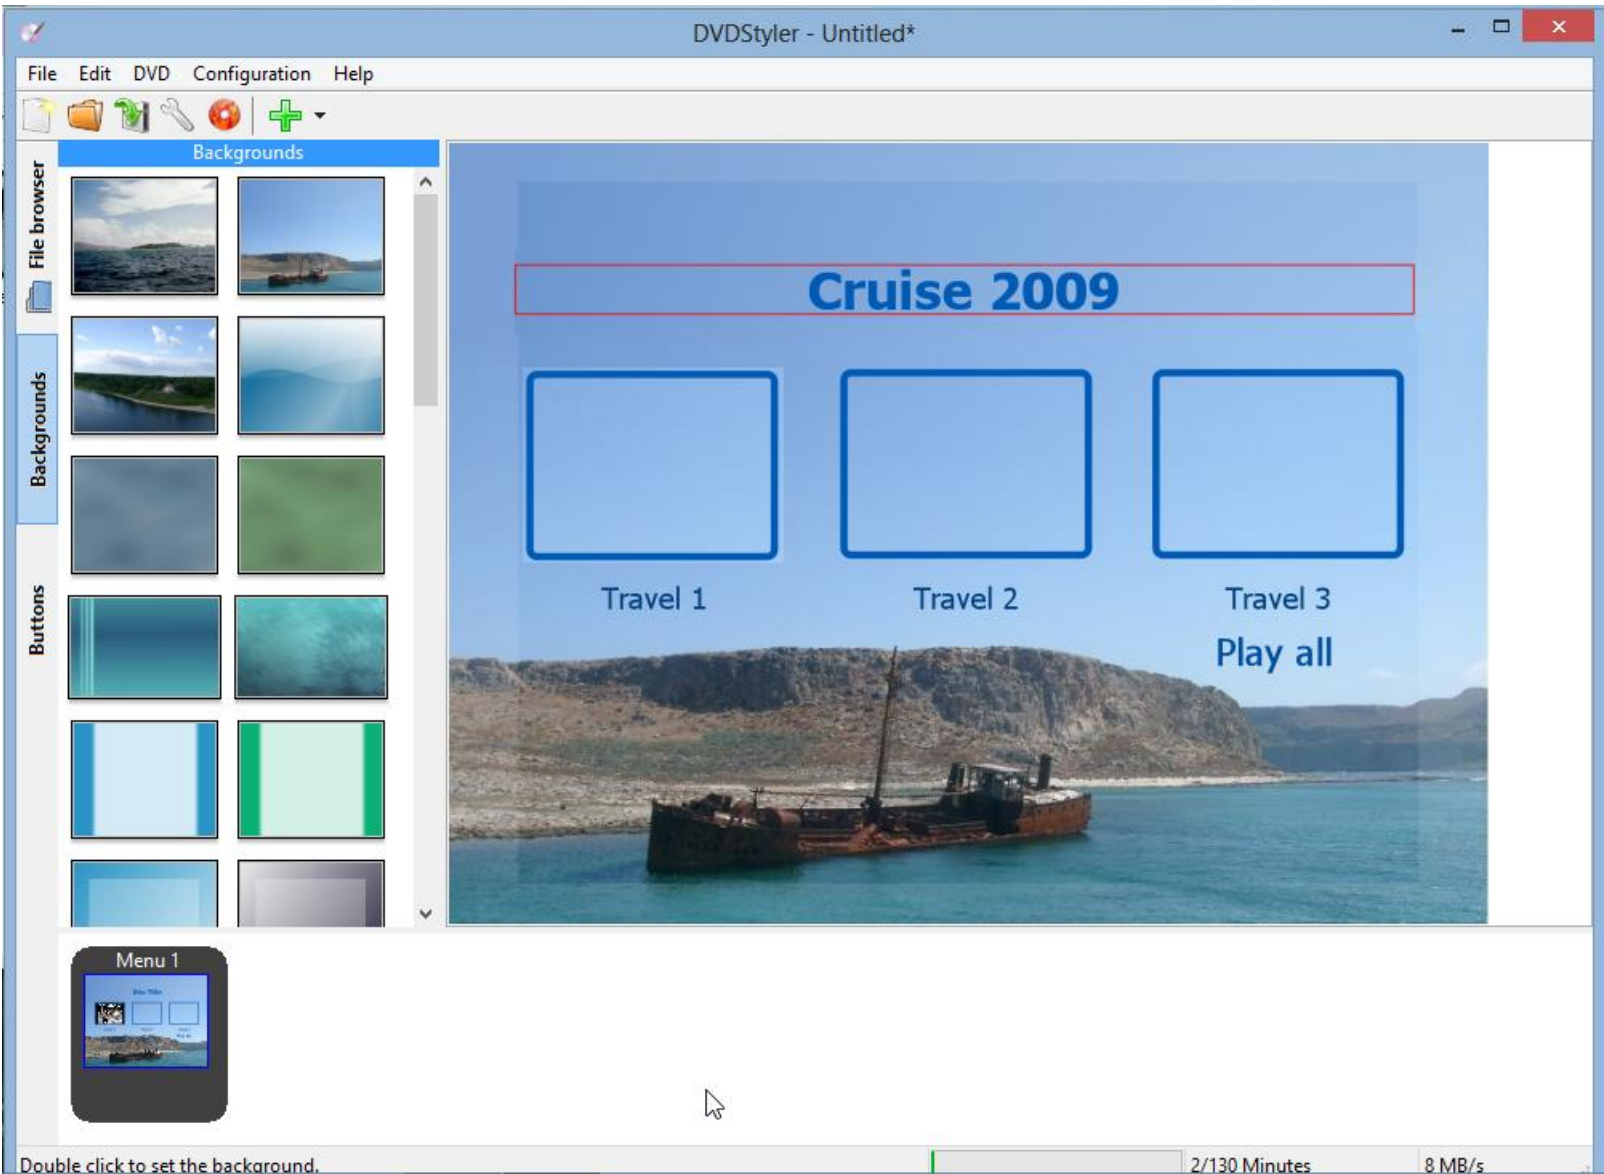 DVDStyler - Untitled*
File Edit DVD Configuration Help
File browser
Backgrounds
Buttons
Backgrounds
Cruise 2009
Travel 1 Travel 2 Travel 3
Play all
Menu 1
Double click to set the background. 2/130 Minutes 8 MB/s